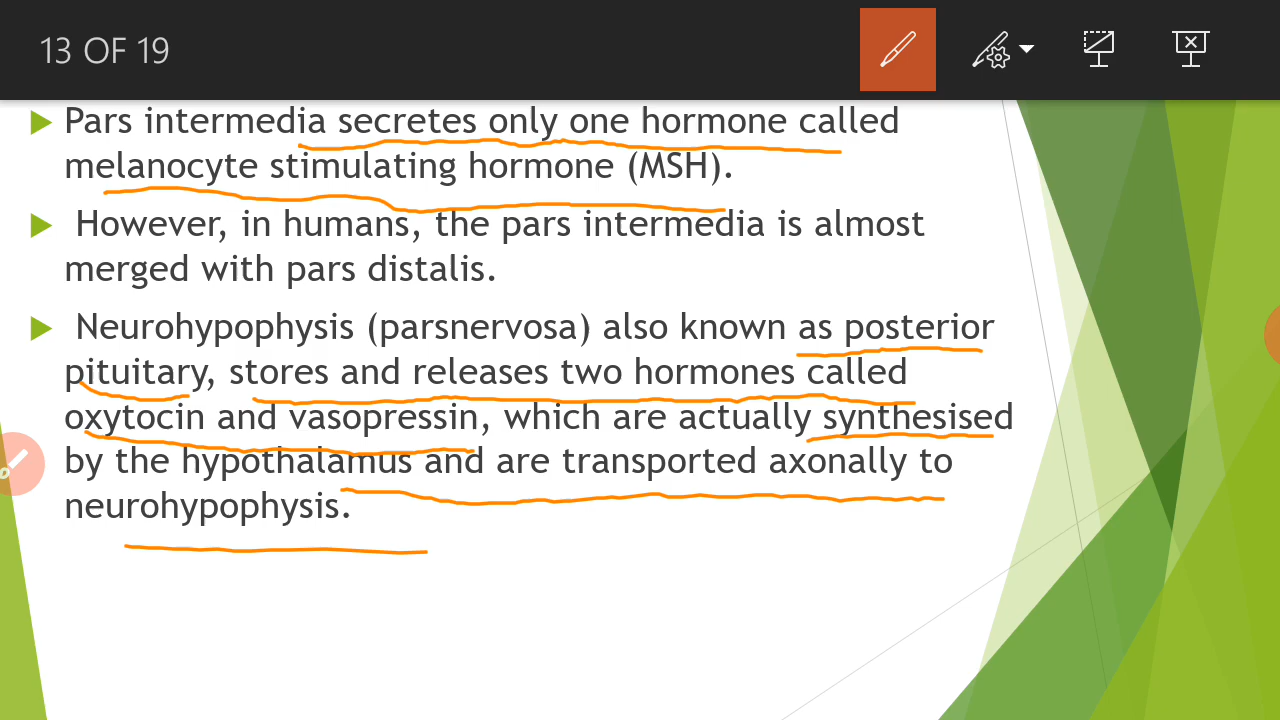 13 OF 19
Pars intermedia secretes only one hormone called
melanocyte stimulating hormone (MSH).
However, in humans, the pars intermedia is almost
merged with pars distalis.
Neurohypophysis (parsnervosa) also known as posterior
pituitary, stores and releases two hormones called
oxytocin and vasopressin, which are actually synthesised
by the hypothalamus and are transported axonally to
neurohypophysis.